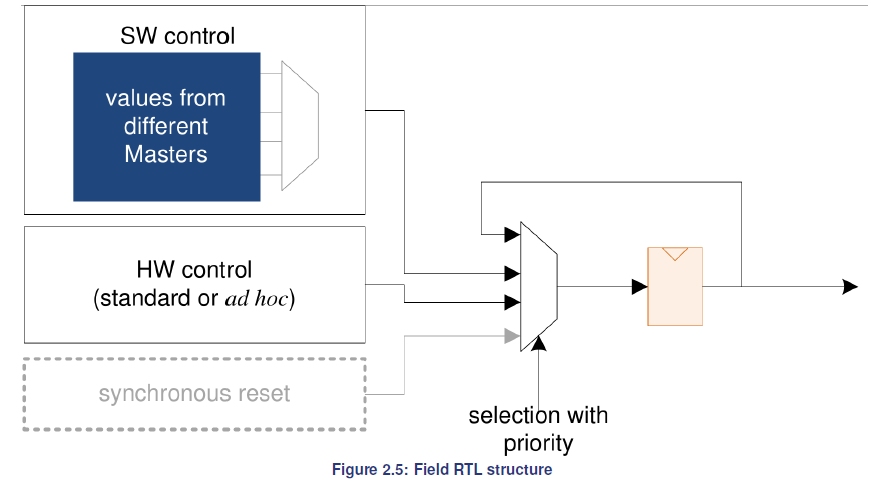 SW control
values from
different
Masters
HW control
(standard or ad hoc)
synchronous reset
selection with
priority
Figure 2.5: Field RTL structure